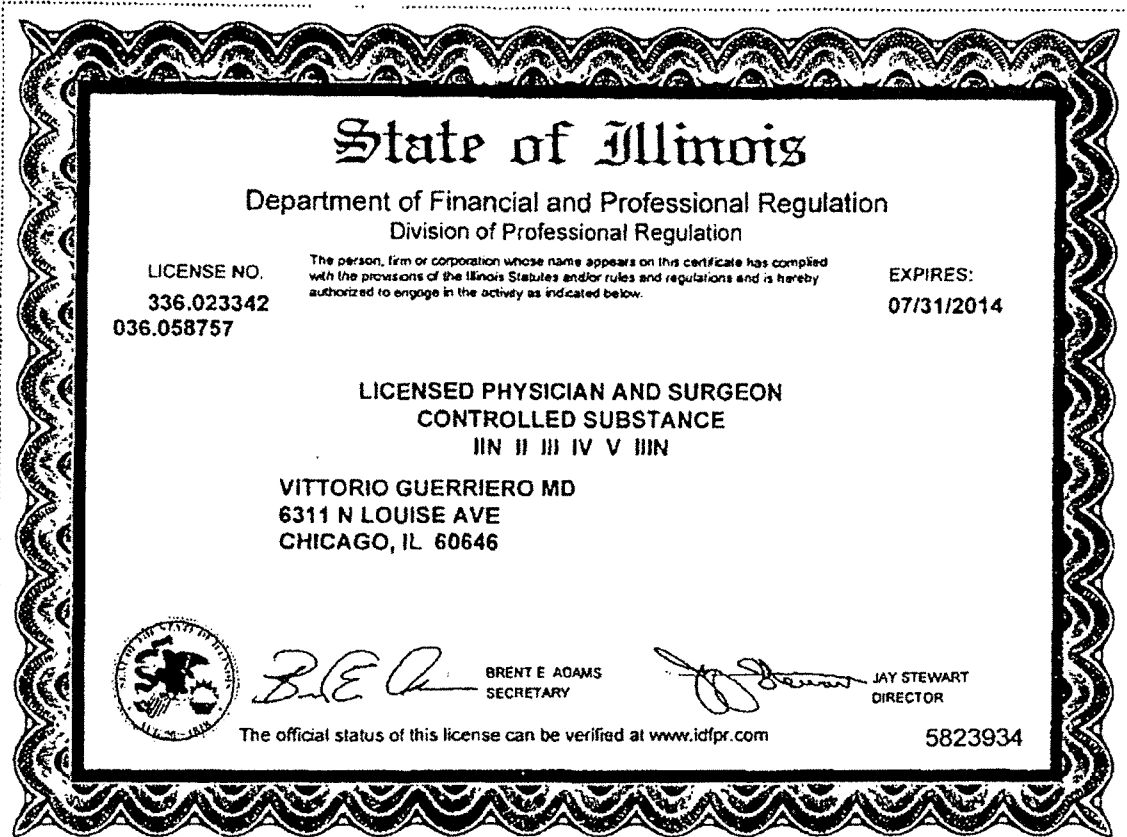 State of Illinois
Department of Financial and Professional Regulation
Division of Professional Regulation
LICENSE NO.
336.023342
036.058757
The person, firm or corporation whose name appears on this certificate has complied
with the provisions of the Illinois Statutes and/or rules and regulations and is hereby
authorized to engage in the activity as indicated below.
EXPIRES:
07/31/2014
LICENSED PHYSICIAN AND SURGEON
CONTROLLED SUBSTANCE
IIN II III IV V IIIN
VITTORIO GUERRIERO MD
6311 N LOUISE AVE
CHICAGO, IL 60646
BRENT E ADAMS
SECRETARY
JAY STEWART
DIRECTOR
The official status of this license can be verified at www.idfpr.com
5823934